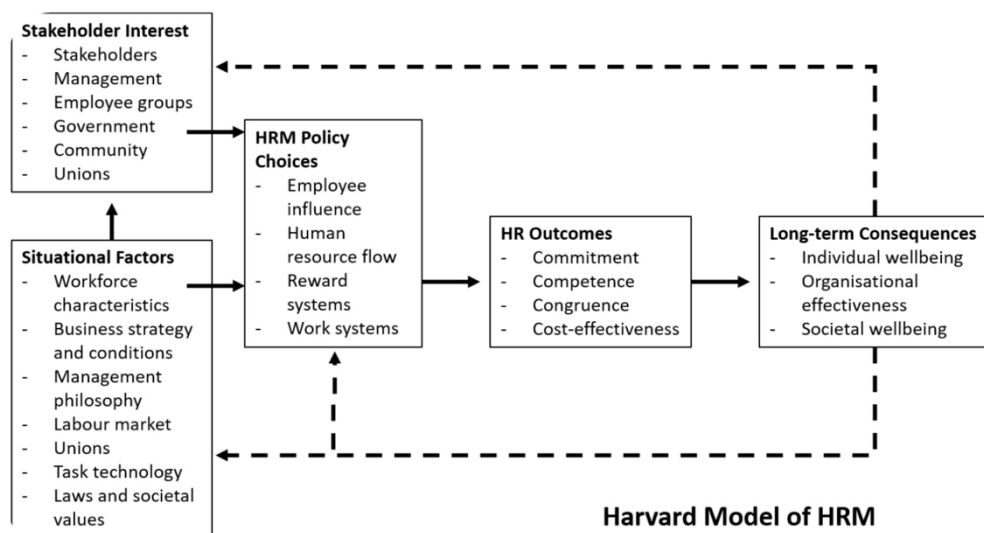 Stakeholder Interest
- Stakeholders
- Management
- Employee groups
- Government
- Community
- Unions
Situational Factors
- Workforce
characteristics
- Business strategy
and conditions
- Management
philosophy
- Labour market
- Unions
- Task technology
- Laws and societal
values
HRM Policy
Choices
- Employee
influence
- Human
resource flow
- Reward
systems
- Work systems
HR Outcomes
- Commitment
- Competence
- Congruence
- Cost-effectiveness
Long-term Consequences
- Individual wellbeing
- Organisational
effectiveness
- Societal wellbeing
Harvard Model of HRM